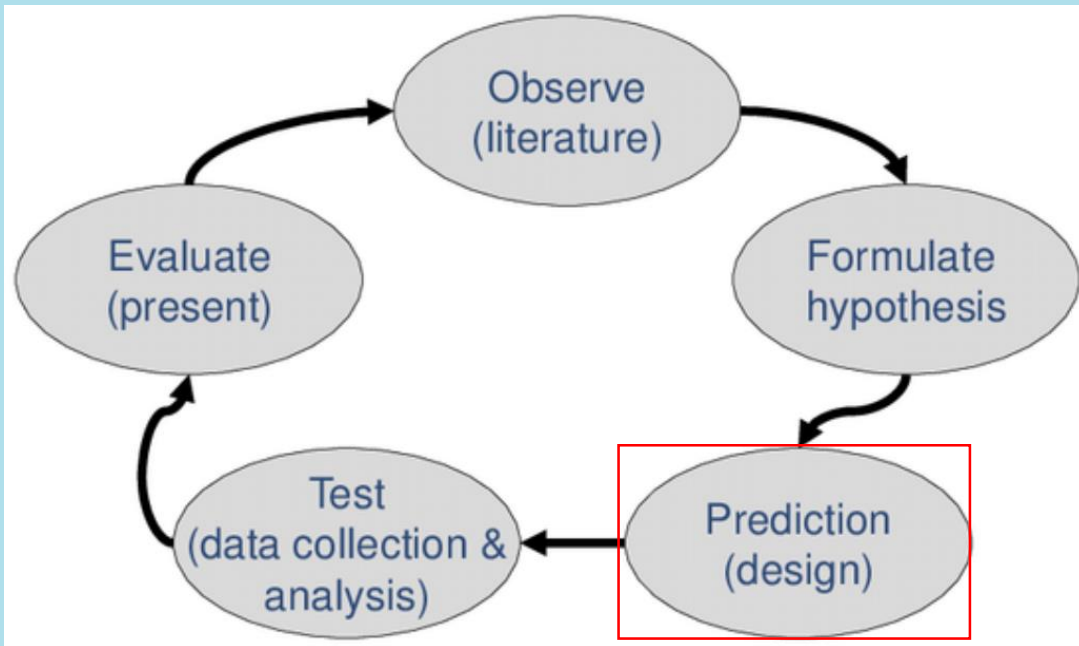 Observe
(literature)
Formulate
hypothesis
Prediction
(design)
Test
(data collection &
analysis)
Evaluate
(present)